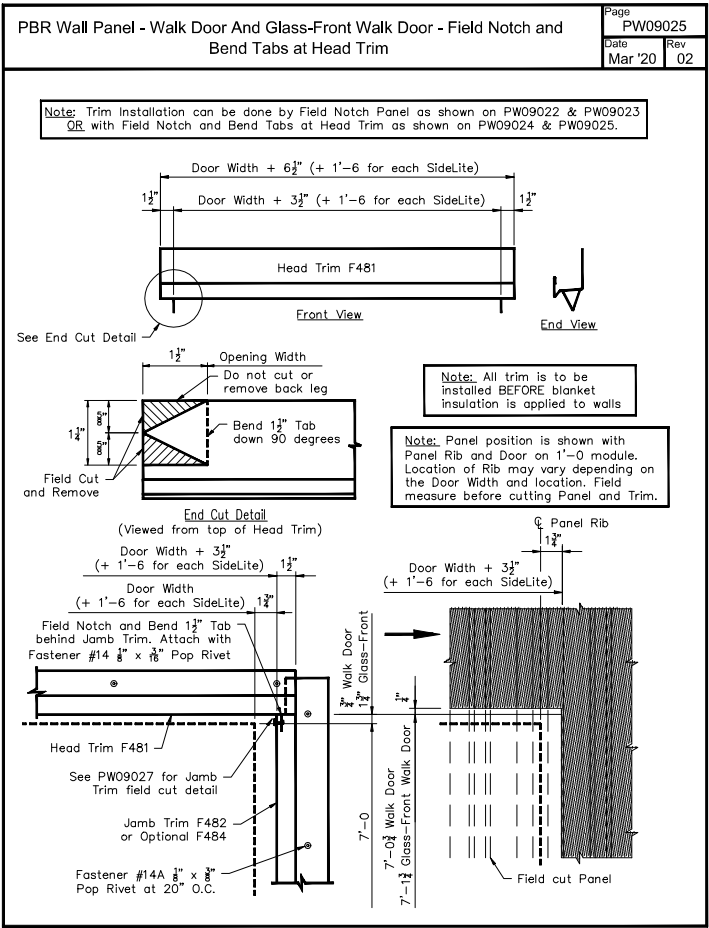 PBR Wall Panel - Walk Door And Glass-Front Walk Door - Field Notch and
Bend Tabs at Head Trim
Page
PW09025
Date
Mar '20
Rev
02
Note: Trim Installation can be done by Field Notch Panel as shown on PW09022 & PW09023
OR with Field Notch and Bend Tabs at Head Trim as shown on PW09024 & PW09025.
Door Width + 6½" (+ 1'-6 for each SideLite)
1½"
Door Width + 3½" (+ 1'-6 for each SideLite)
1½"
Head Trim F481
Front View
End View
See End Cut Detail
1½"
Opening Width
Do not cut or
remove back leg
1¼"
⅝"
⅝"
Bend 1½" Tab
down 90 degrees
Field Cut
and Remove
End Cut Detail
(Viewed from top of Head Trim)
Note: All trim is to be
installed BEFORE blanket
insulation is applied to walls
Note: Panel position is shown with
Panel Rib and Door on 1'-0 module.
Location of Rib may vary depending on
the Door Width and location. Field
measure before cutting Panel and Trim.
Door Width + 3½"
(+ 1'-6 for each SideLite)
1½"
Door Width
(+ 1'-6 for each SideLite)
1¾"
Field Notch and Bend 1½" Tab
behind Jamb Trim. Attach with
Fastener #14 ⅛" x 3/16" Pop Rivet
Head Trim F481
See PW09027 for Jamb
Trim field cut detail
Jamb Trim F482
or Optional F484
Fastener #14A ⅛" x ⅜"
Pop Rivet at 20" O.C.
¾" Walk Door
1¾" Glass-Front
7'-0
¼"
7'-0¾ Walk Door
7'-1¾ Glass-Front Walk Door
℄ Panel Rib
1¾"
Door Width + 3½"
(+ 1'-6 for each SideLite)
Field cut Panel